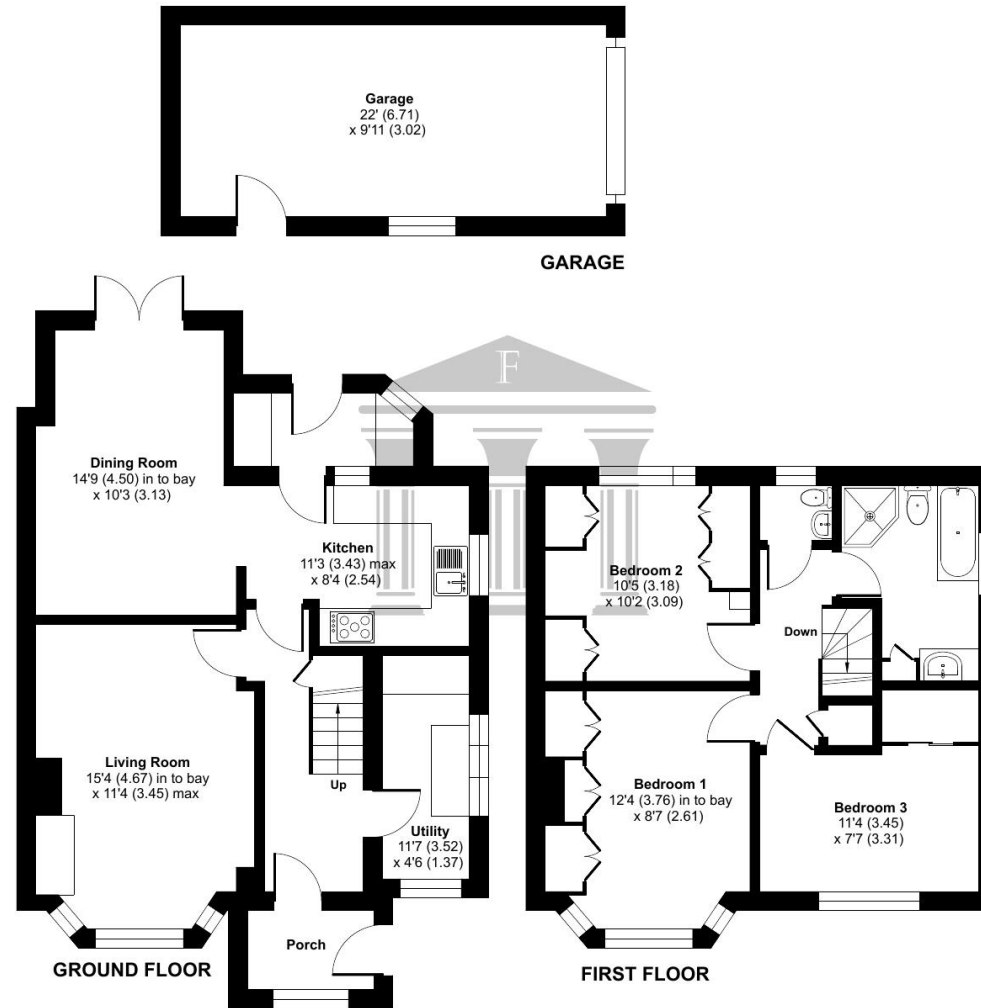 Garage
22' (6.71)
x 9'11 (3.02)
GARAGE
F
Dining Room
14'9 (4.50) in to bay
x 10'3 (3.13)
Kitchen
11'3 (3.43) max
x 8'4 (2.54)
Living Room
15'4 (4.67) in to bay
x 11'4 (3.45) max
Up
Utility
11'7 (3.52)
x 4'6 (1.37)
Porch
GROUND FLOOR
Bedroom 2
10'5 (3.18)
x 10'2 (3.09)
Down
Bedroom 1
12'4 (3.76) in to bay
x 8'7 (2.61)
Bedroom 3
11'4 (3.45)
x 7'7 (3.31)
FIRST FLOOR